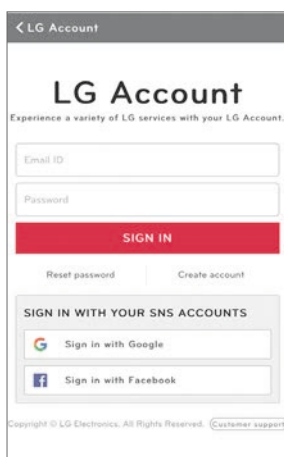 LG Account
LG Account
Experience a variety of LG services with your LG Account.
Email ID
Password
SIGN IN
Reset password Create account
SIGN IN WITH YOUR SNS ACCOUNTS
Sign in with Google
Sign in with Facebook
Copyright © LG Electronics. All Rights Reserved. Customer support